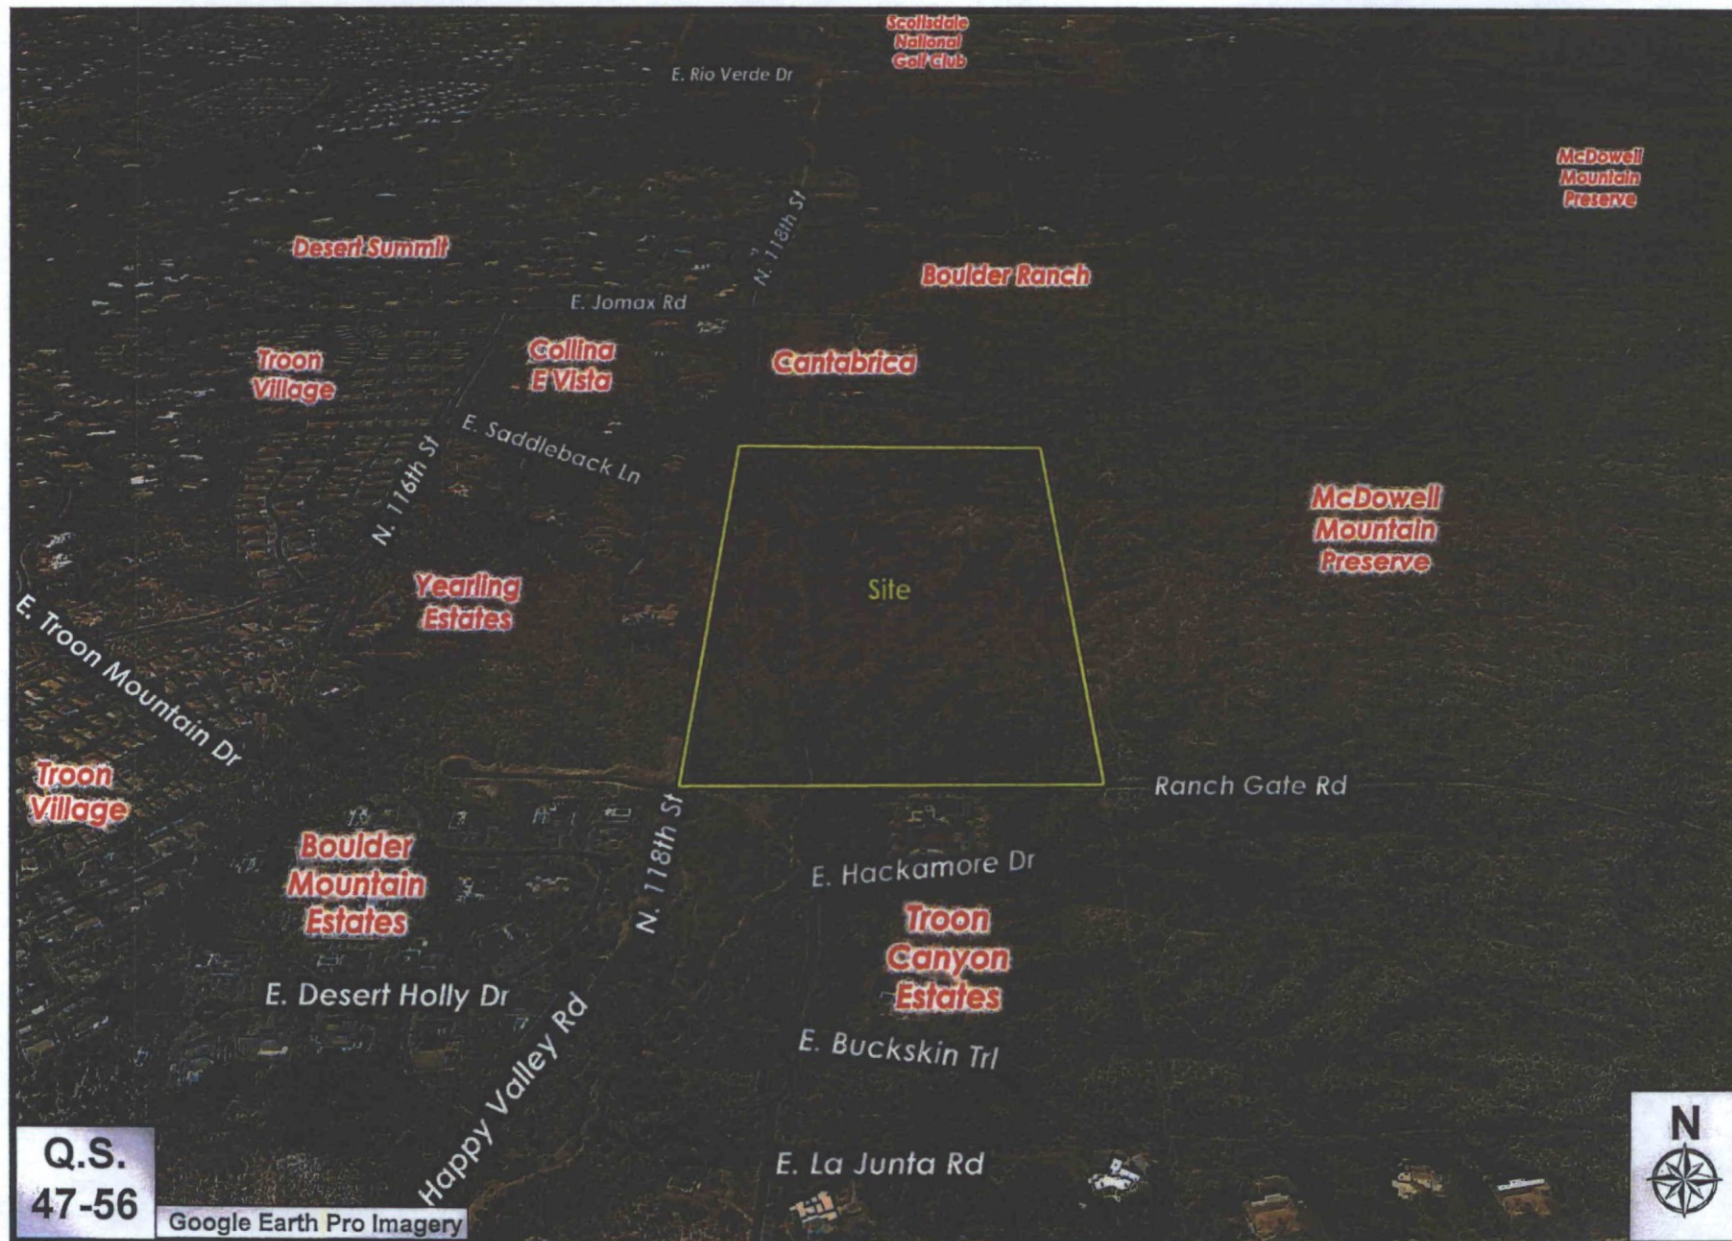 Scottsdale
National
Golf Club
E. Rio Verde Dr
McDowell
Mountain
Preserve
N. 118th St
Desert Summit
Boulder Ranch
E. Jomax Rd
Troon
Village
Collina
E Vista
Cantabrica
E. Saddleback Ln
N. 116th St
McDowell
Mountain
Preserve
Yearling
Estates
Site
E. Troon Mountain Dr
Troon
Village
Ranch Gate Rd
N. 118th St
Boulder
Mountain
Estates
E. Hackamore Dr
Troon
Canyon
Estates
E. Desert Holly Dr
Happy Valley Rd
E. Buckskin Trl
E. La Junta Rd
Q.S.
47-56
Google Earth Pro Imagery
N